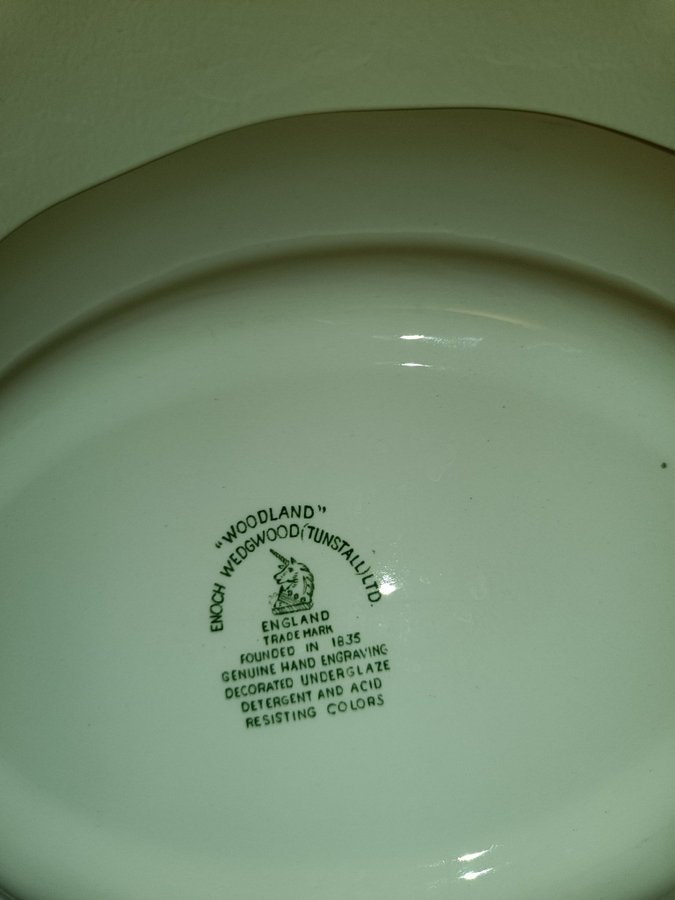 "WOODLAND"
ENOCH WEDGWOOD (TUNSTALL) LTD.
ENGLAND
TRADE MARK
FOUNDED IN 1835
GENUINE HAND ENGRAVING
DECORATED UNDERGLAZE
DETERGENT AND ACID
RESISTING COLORS